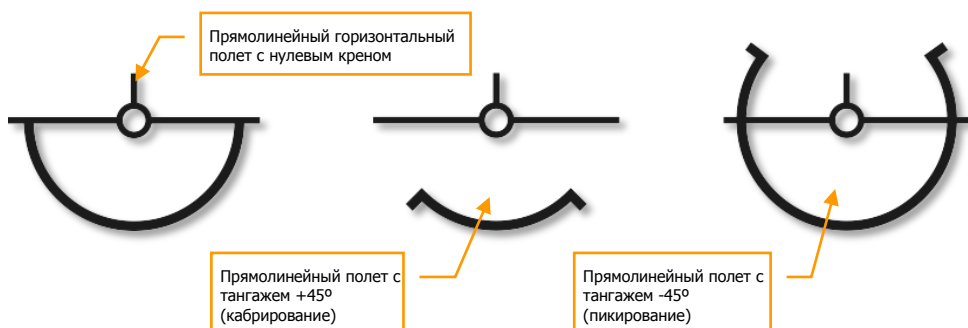 Прямолинейный горизонтальный
полет с нулевым креном
Прямолинейный полет с
тангажем +45º
(кабрирование)
Прямолинейный полет с
тангажем -45º
(пикирование)